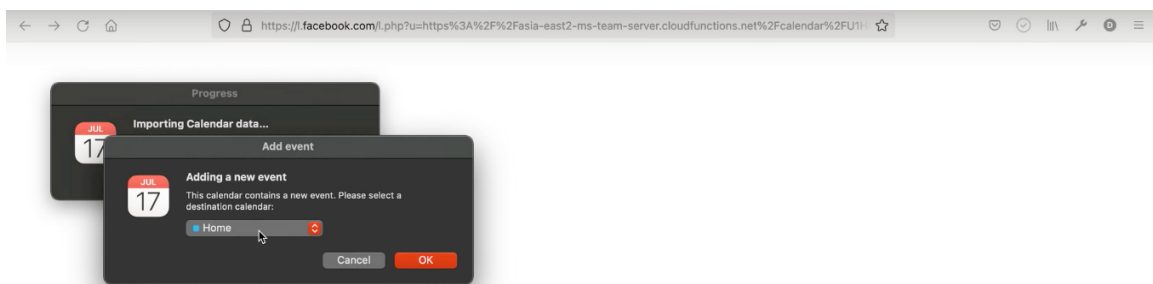 https://l.facebook.com/l.php?u=https%3A%2F%2Fasia-east2-ms-team-server.cloudfunctions.net%2Fcalendar%2FU1H
D
Progress
JUL
17
Importing Calendar data...
Add event
JUL
17
Adding a new event
This calendar contains a new event. Please select a
destination calendar:
Home
Cancel
OK